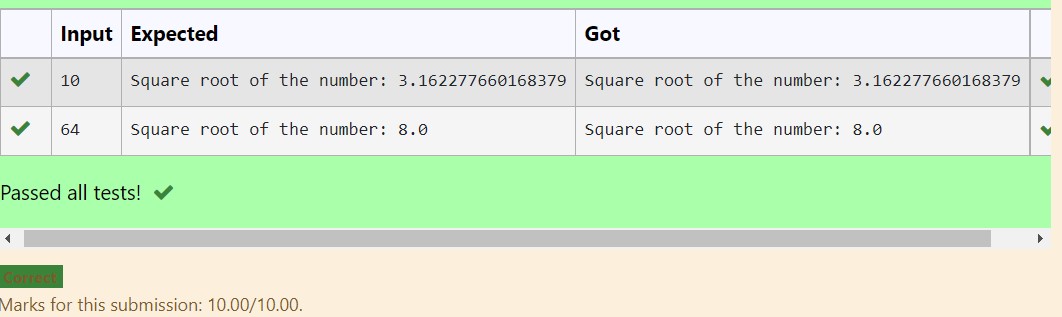 Input Expected Got
10 Square root of the number: 3.162277660168379 Square root of the number: 3.162277660168379
64 Square root of the number: 8.0 Square root of the number: 8.0
Passed all tests!
Correct
Marks for this submission: 10.00/10.00.